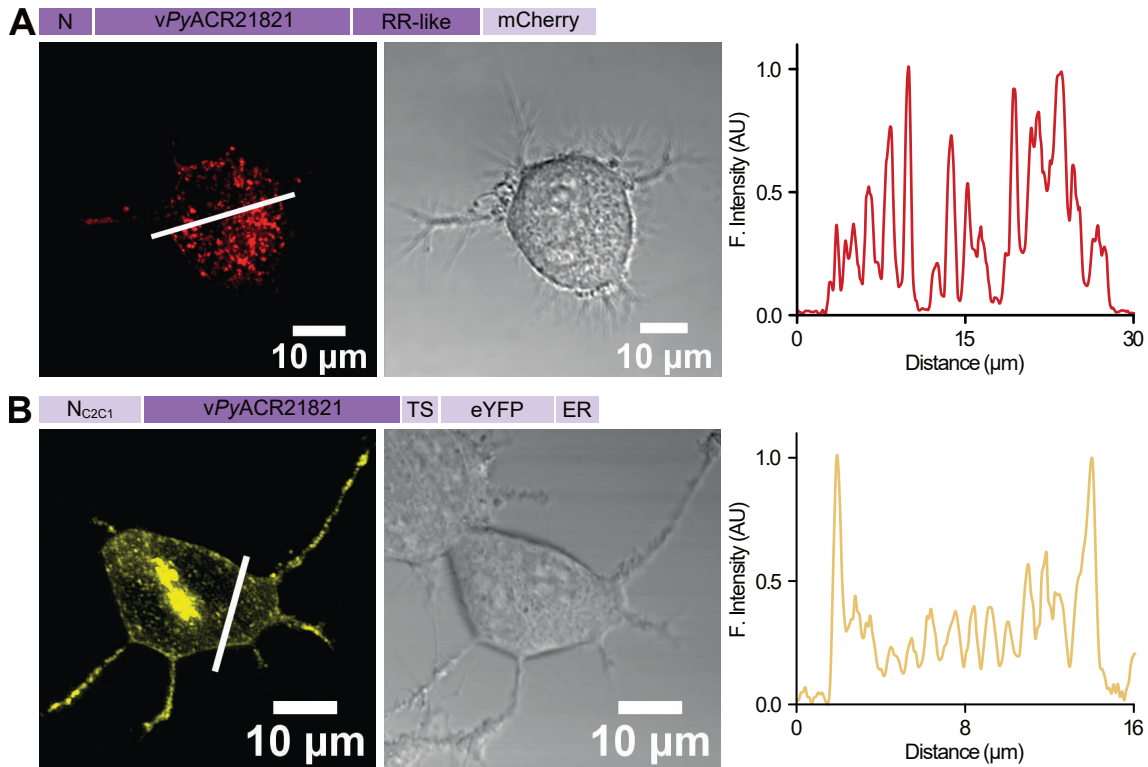 A
N vPyACR21821 RR-like mCherry
10 µm
10 µm
F. Intensity (AU)
1.0
0.5
0.0
0 15 30
Distance (µm)
B
NC2C1 vPyACR21821 TS eYFP ER
10 µm
10 µm
F. Intensity (AU)
1.0
0.5
0.0
0 8 16
Distance (µm)